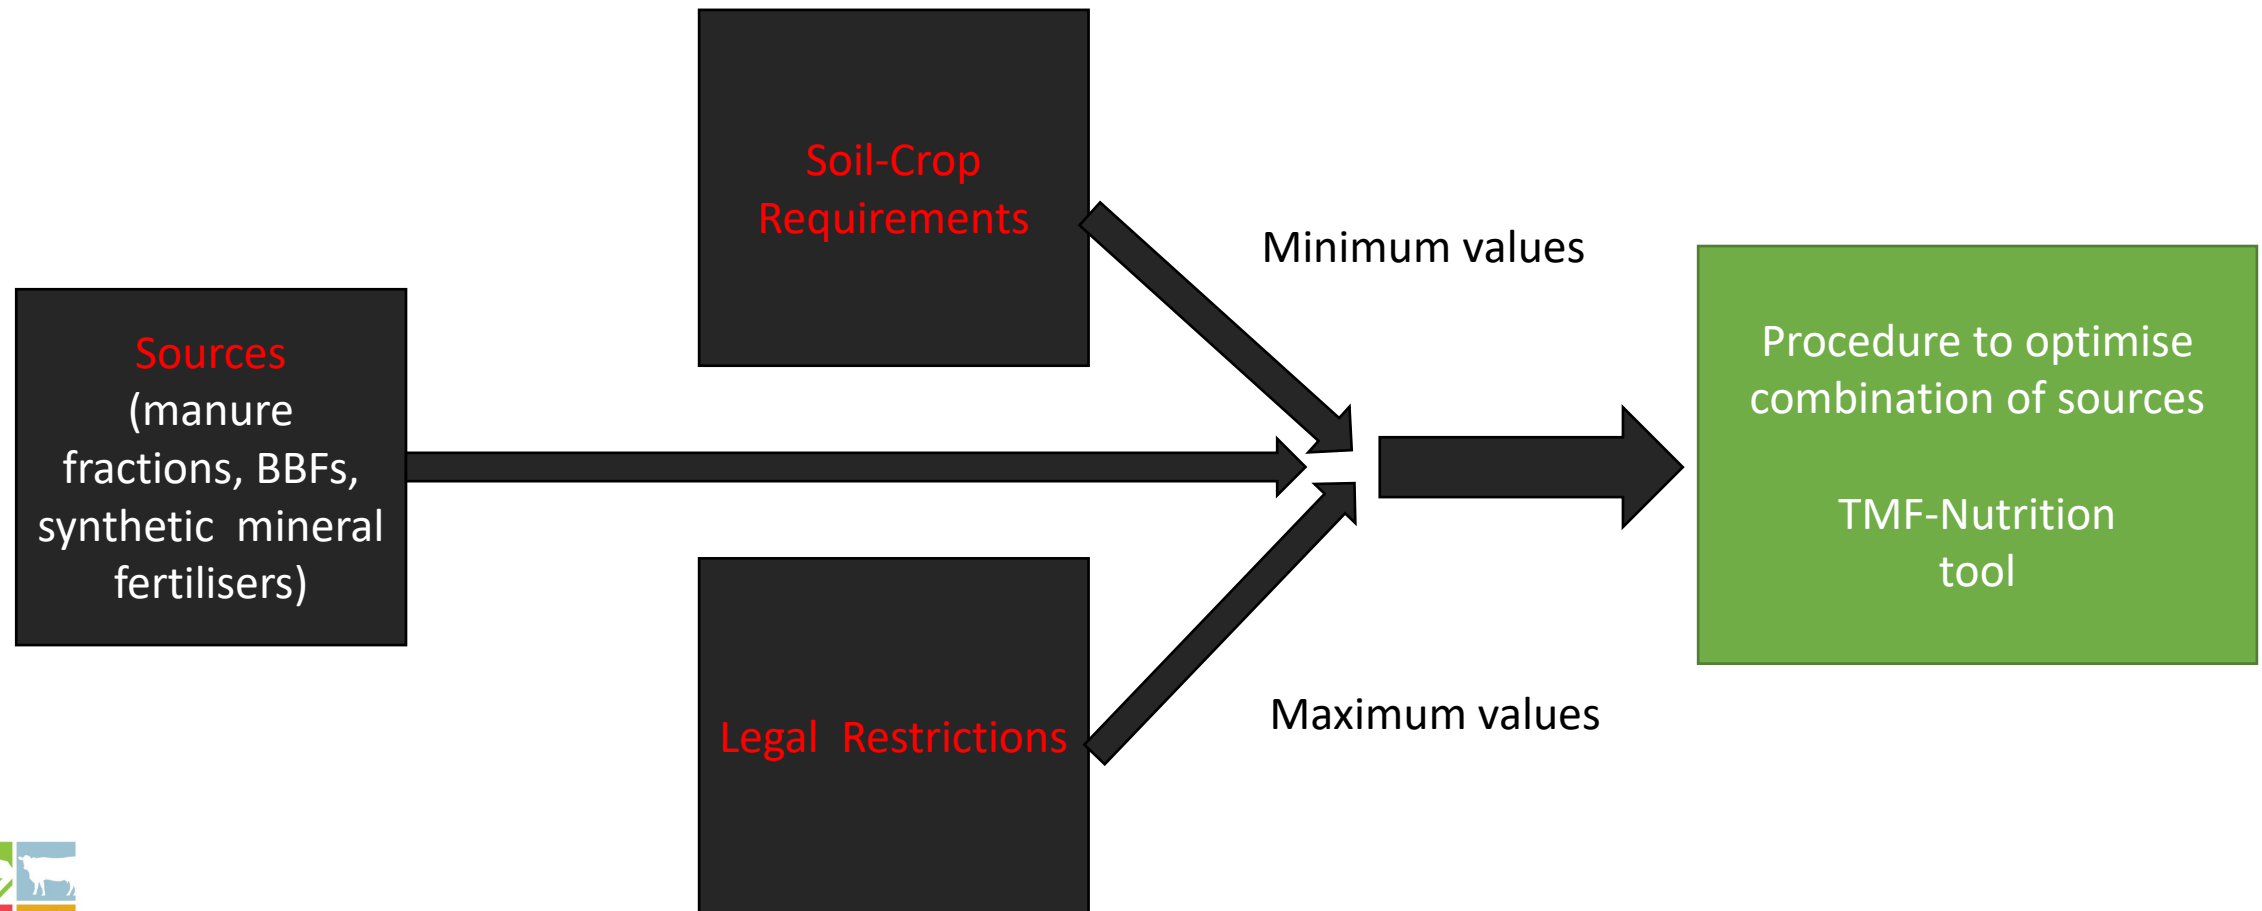 Sources
(manure
fractions, BBFs,
synthetic mineral
fertilisers)
Soil-Crop
Requirements
Minimum values
Legal Restrictions
Maximum values
Procedure to optimise
combination of sources
TMF-Nutrition
tool